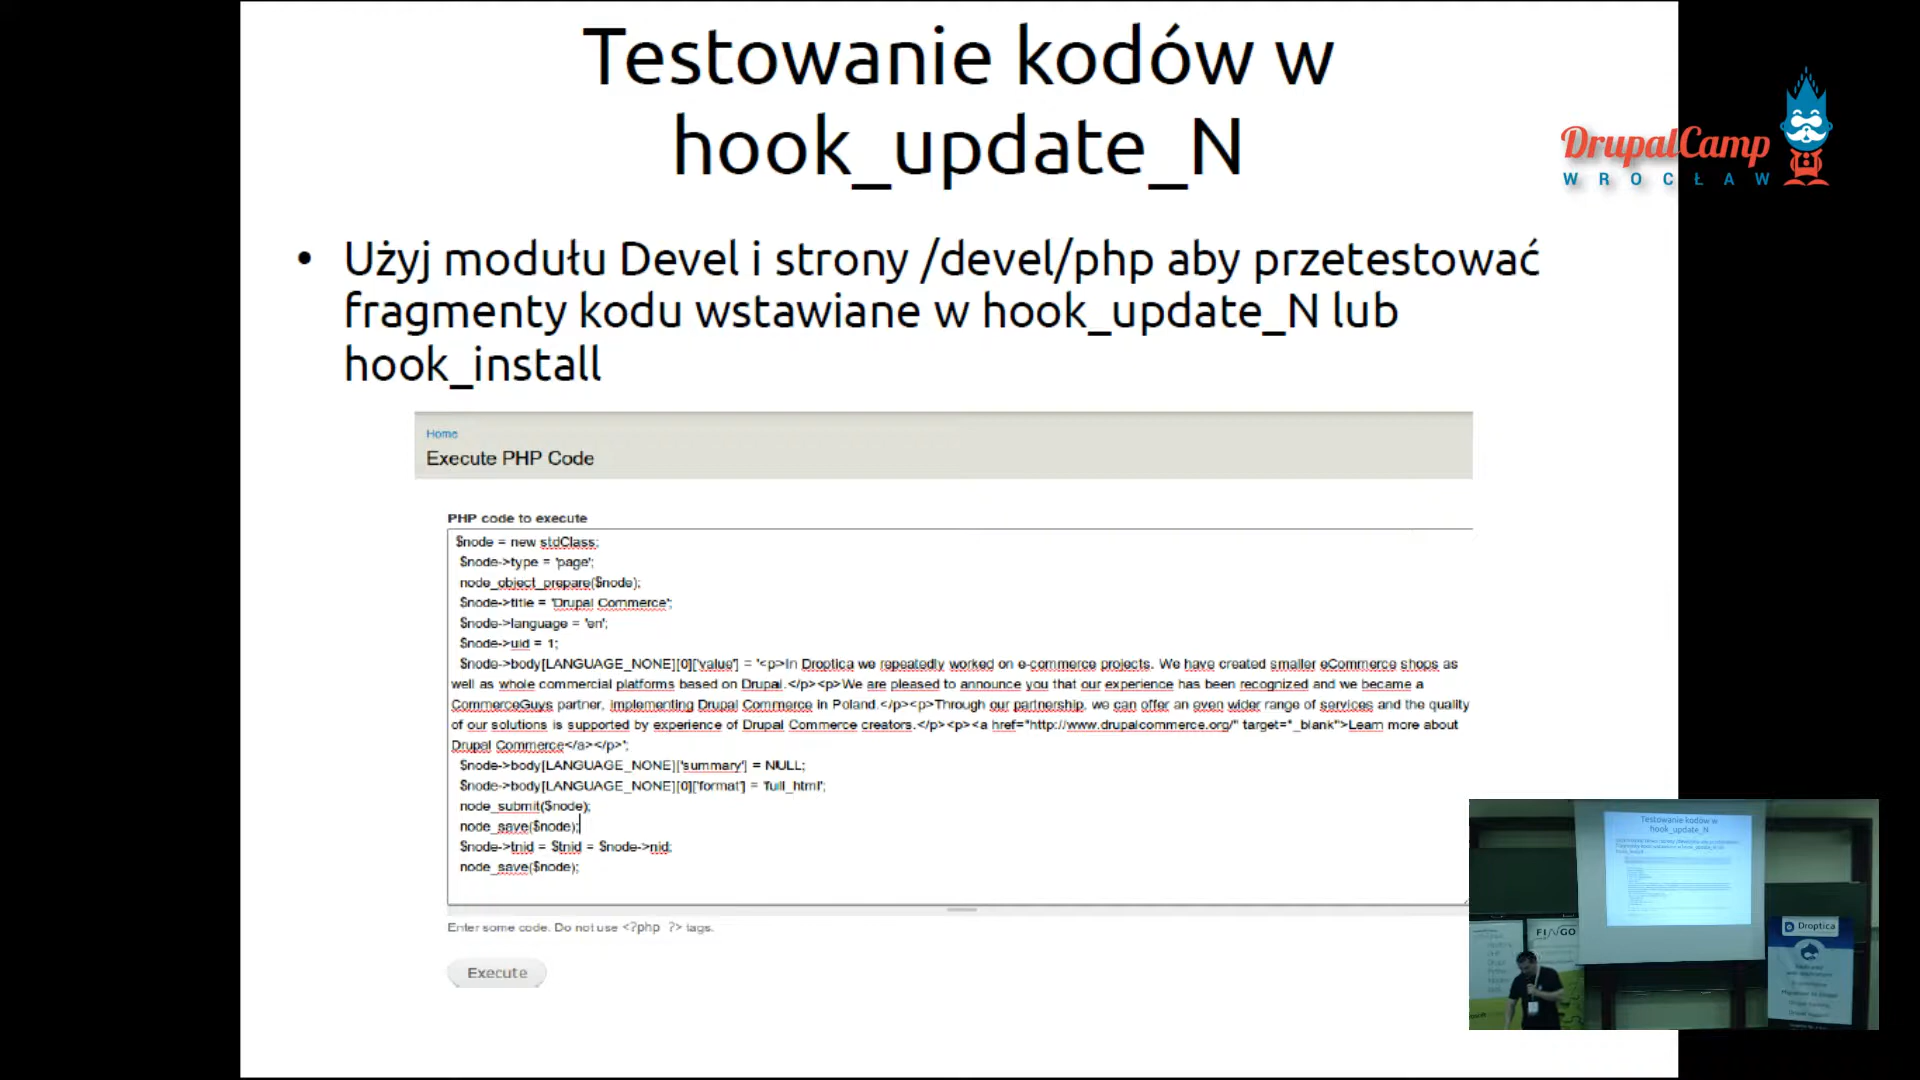 Testowanie kodów w
hook_update_N
DrupalCamp
WROCŁAW
• Użyj modułu Devel i strony /devel/php aby przetestować
fragmenty kodu wstawiane w hook_update_N lub
hook_install
Home
Execute PHP Code
PHP code to execute
$node = new stdClass;
$node->type = 'page';
node_object_prepare($node);
$node->title = 'Drupal Commerce';
$node->language = 'en';
$node->uid = 1;
$node->body[LANGUAGE_NONE][0]['value'] = '<p>In Droptica we repeatedly worked on e-commerce projects. We have created smaller eCommerce shops as
well as whole commercial platforms based on Drupal.</p><p>We are pleased to announce you that our experience has been recognized and we became a
CommerceGuys partner, implementing Drupal Commerce in Poland.</p><p>Through our partnership, we can offer an even wider range of services and the quality
of our solutions is supported by experience of Drupal Commerce creators.</p><p><a href="http://www.drupalcommerce.org/" target="_blank">Learn more about
Drupal Commerce</a></p>';
$node->body[LANGUAGE_NONE]['summary'] = NULL;
$node->body[LANGUAGE_NONE][0]['format'] = 'full_html';
node_submit($node);
node_save($node);
$node->tnid = $tnid = $node->nid;
node_save($node);
Enter some code. Do not use <?php ?> tags.
Execute
Testowanie kodów w
hook_update_N
FINGO
Droptica